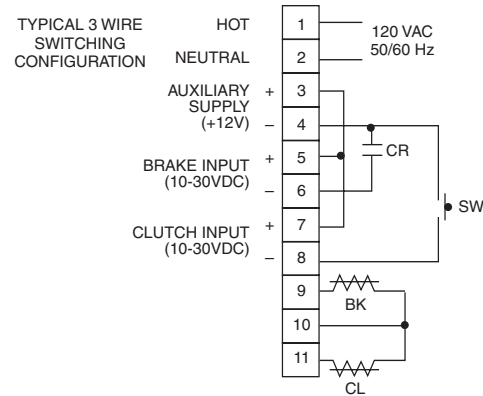 TYPICAL 3 WIRE
SWITCHING
CONFIGURATION
HOT
1
120 VAC
50/60 Hz
NEUTRAL
2
AUXILIARY
SUPPLY
(+12V)
+
3
–
4
BRAKE INPUT
(10-30VDC)
+
5
CR
–
6
SW
CLUTCH INPUT
(10-30VDC)
+
7
–
8
9
BK
10
11
CL